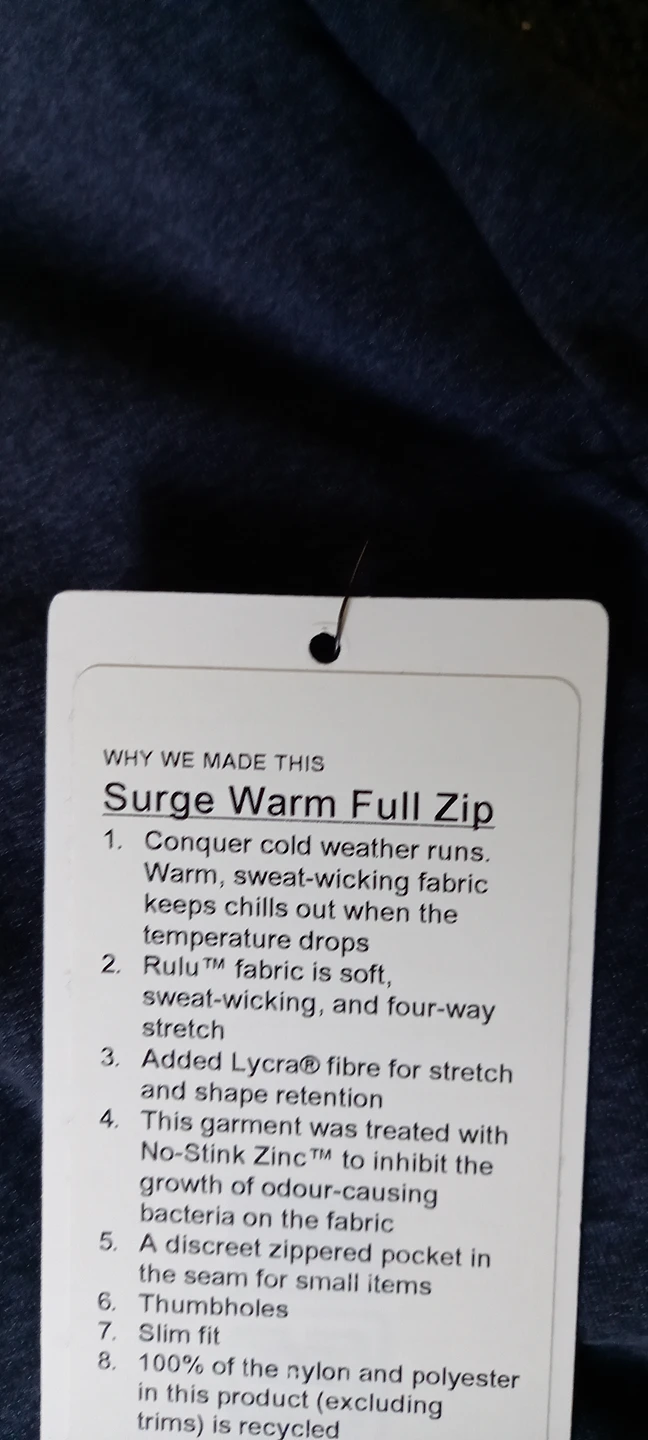 WHY WE MADE THIS
Surge Warm Full Zip
1. Conquer cold weather runs.
Warm, sweat-wicking fabric
keeps chills out when the
temperature drops
2. Rulu™ fabric is soft,
sweat-wicking, and four-way
stretch
3. Added Lycra® fibre for stretch
and shape retention
4. This garment was treated with
No-Stink Zinc™ to inhibit the
growth of odour-causing
bacteria on the fabric
5. A discreet zippered pocket in
the seam for small items
6. Thumbholes
7. Slim fit
8. 100% of the nylon and polyester
in this product (excluding
trims) is recycled